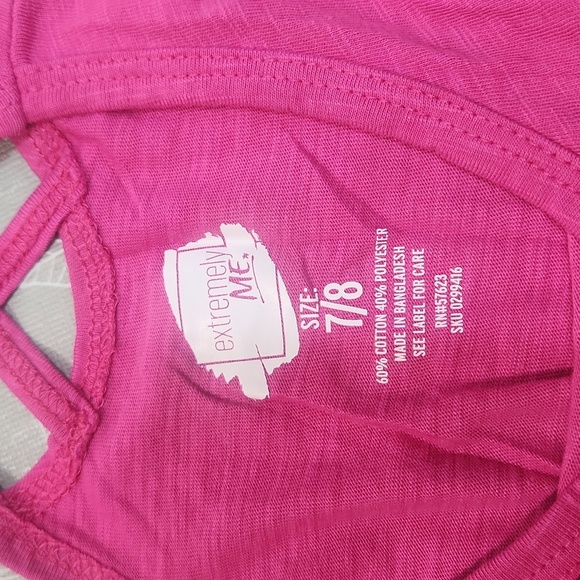 extremely
ME.
SIZE:
7/8
60% COTTON 40% POLYESTER
MADE IN BANGLADESH
SEE LABEL FOR CARE
RN#57623
SKU 0299416